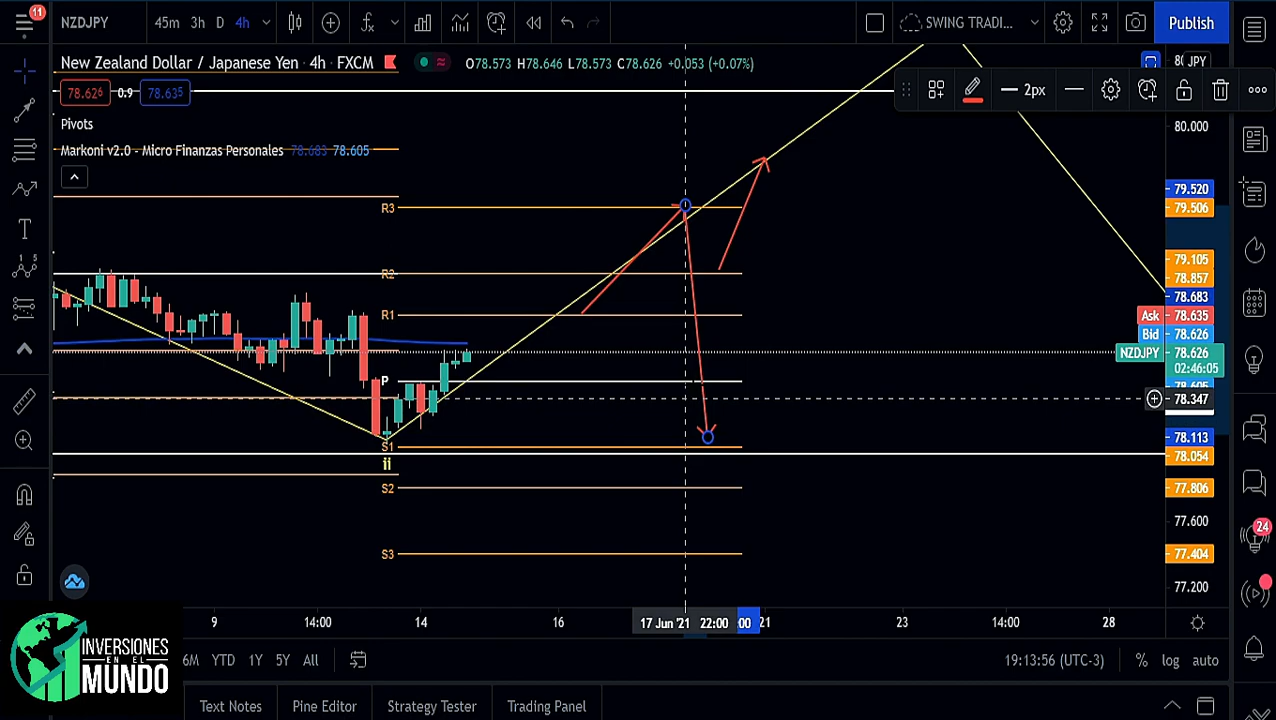 11
NZDJPY 45m 3h D 4h SWING TRADI... Publish
New Zealand Dollar / Japanese Yen · 4h · FXCM O78.573 H78.646 L78.573 C78.626 +0.053 (+0.07%)
JPY
78.626 0.9 78.635
2px
Pivots
Markoni v2.0 - Micro Finanzas Personales 78.683 78.605
80.000
79.520
R3 79.506
79.105
R2 78.857
78.683
R1 Ask 78.635
Bid 78.626
NZDJPY 78.626
02:46:05
P
78.347
78.113
S1 78.054
ii
S2 77.806
77.600
S3 77.404
77.200
24
9 14:00 14 16 17 Jun '21 22:00 :00 21 23 14:00 28
6M YTD 1Y 5Y All 19:13:56 (UTC-3) % log auto
INVERSIONES
EN EL
MUNDO
Text Notes Pine Editor Strategy Tester Trading Panel